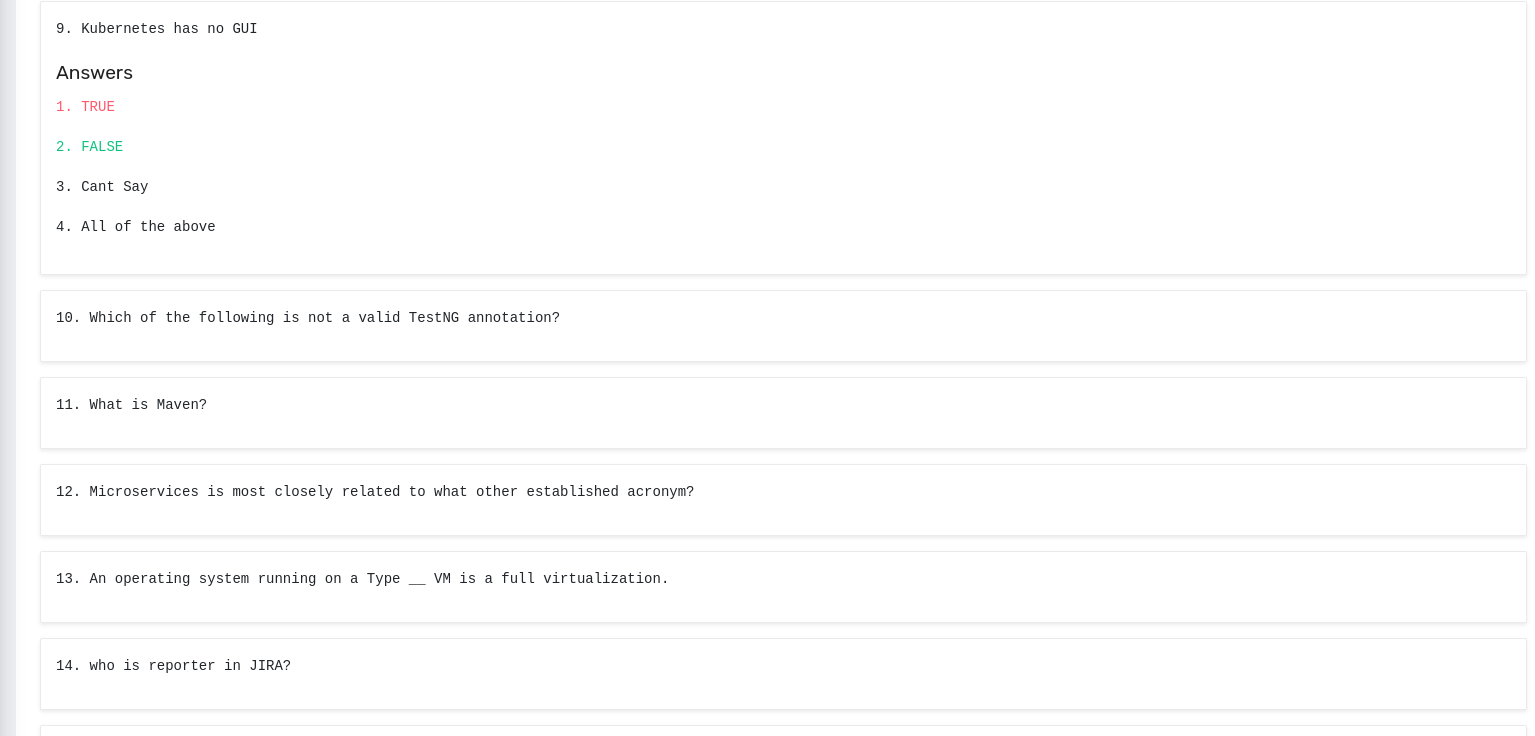 9. Kubernetes has no GUI
Answers
1. TRUE
2. FALSE
3. Cant Say
4. All of the above
10. Which of the following is not a valid TestNG annotation?
11. What is Maven?
12. Microservices is most closely related to what other established acronym?
13. An operating system running on a Type __ VM is a full virtualization.
14. who is reporter in JIRA?